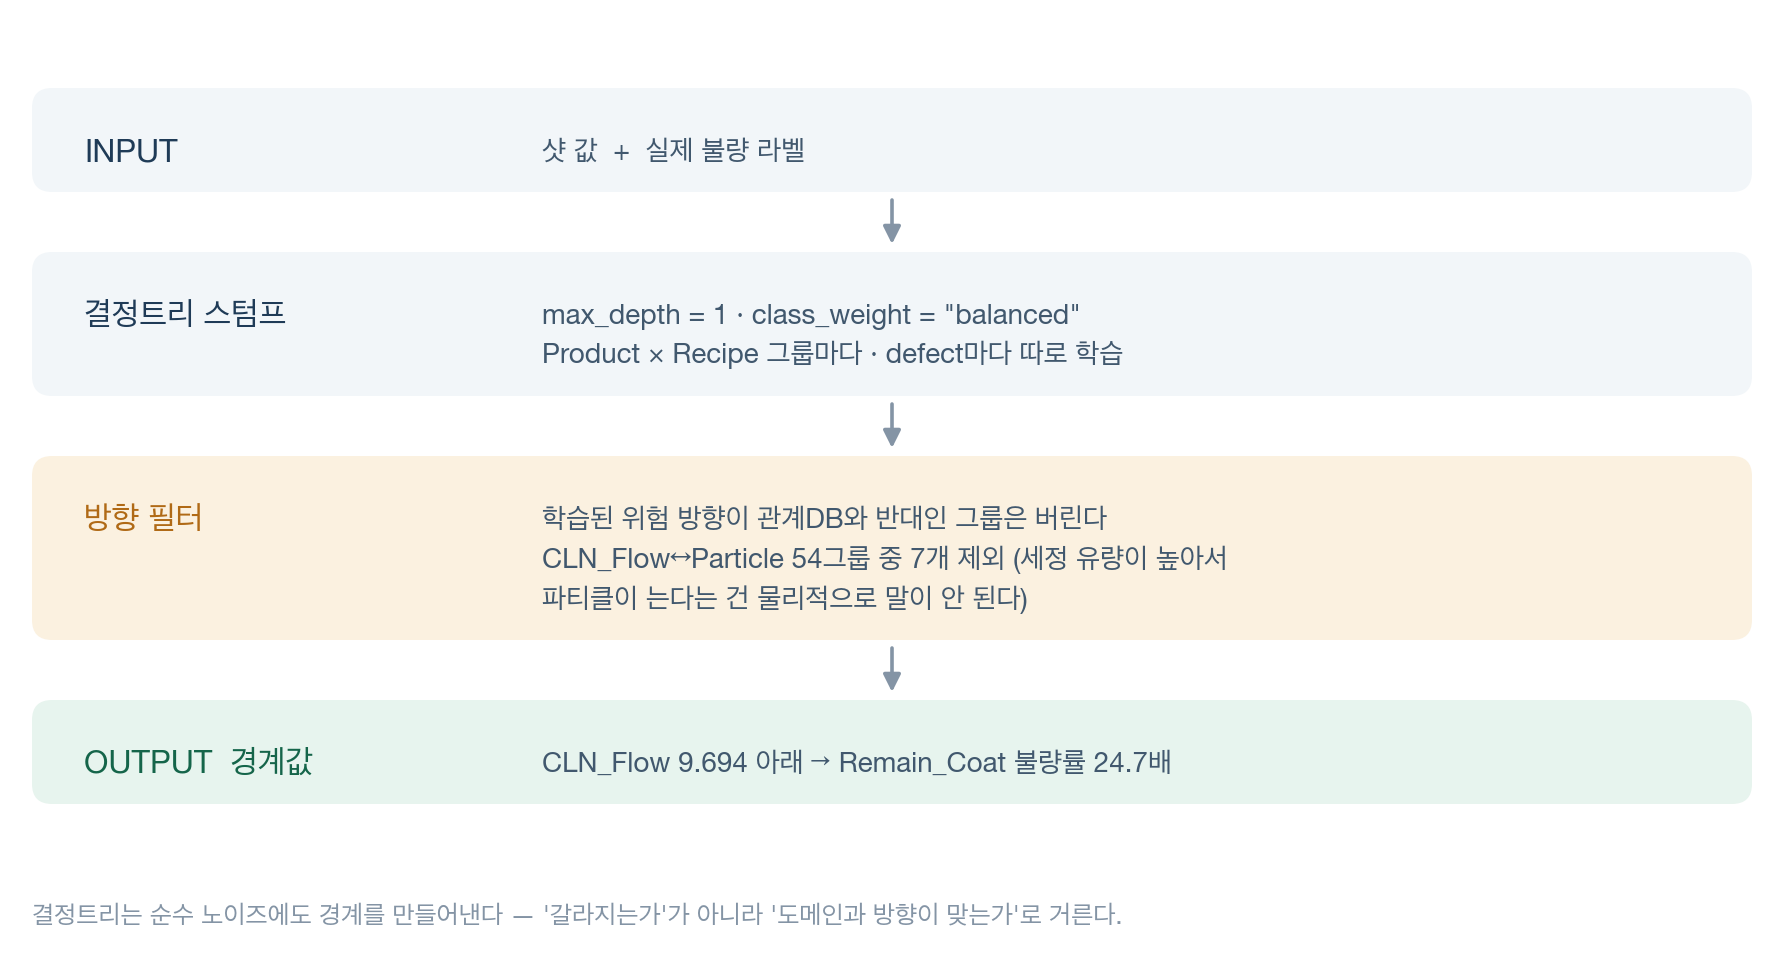 INPUT
샷 값 + 실제 불량 라벨
결정트리 스텀프
max_depth = 1 · class_weight = "balanced"
Product × Recipe 그룹마다 · defect마다 따로 학습
방향 필터
학습된 위험 방향이 관계DB와 반대인 그룹은 버린다
CLN_Flow↔Particle 54그룹 중 7개 제외 (세정 유량이 높아서
파티클이 는다는 건 물리적으로 말이 안 된다)
OUTPUT 경계값
CLN_Flow 9.694 아래 → Remain_Coat 불량률 24.7배
결정트리는 순수 노이즈에도 경계를 만들어낸다 — '갈라지는가'가 아니라 '도메인과 방향이 맞는가'로 거른다.